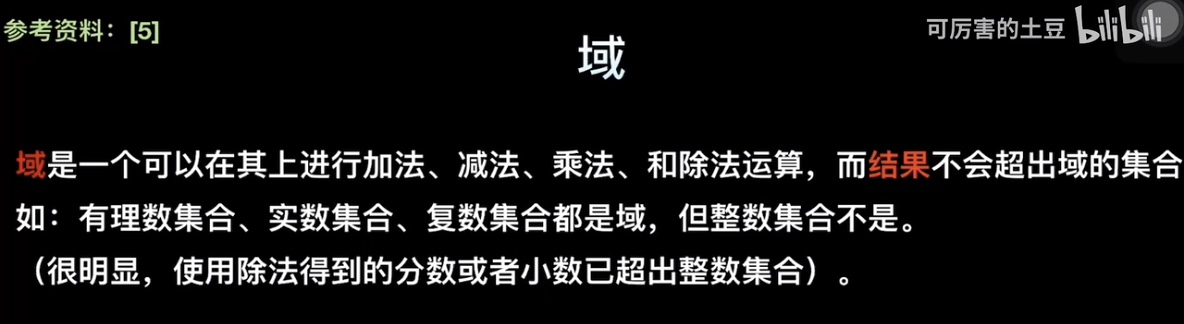 参考资料：[5]
可厉害的土豆 bilibili
域
域是一个可以在其上进行加法、减法、乘法、和除法运算，而结果不会超出域的集合
如：有理数集合、实数集合、复数集合都是域，但整数集合不是。
（很明显，使用除法得到的分数或者小数已超出整数集合）。